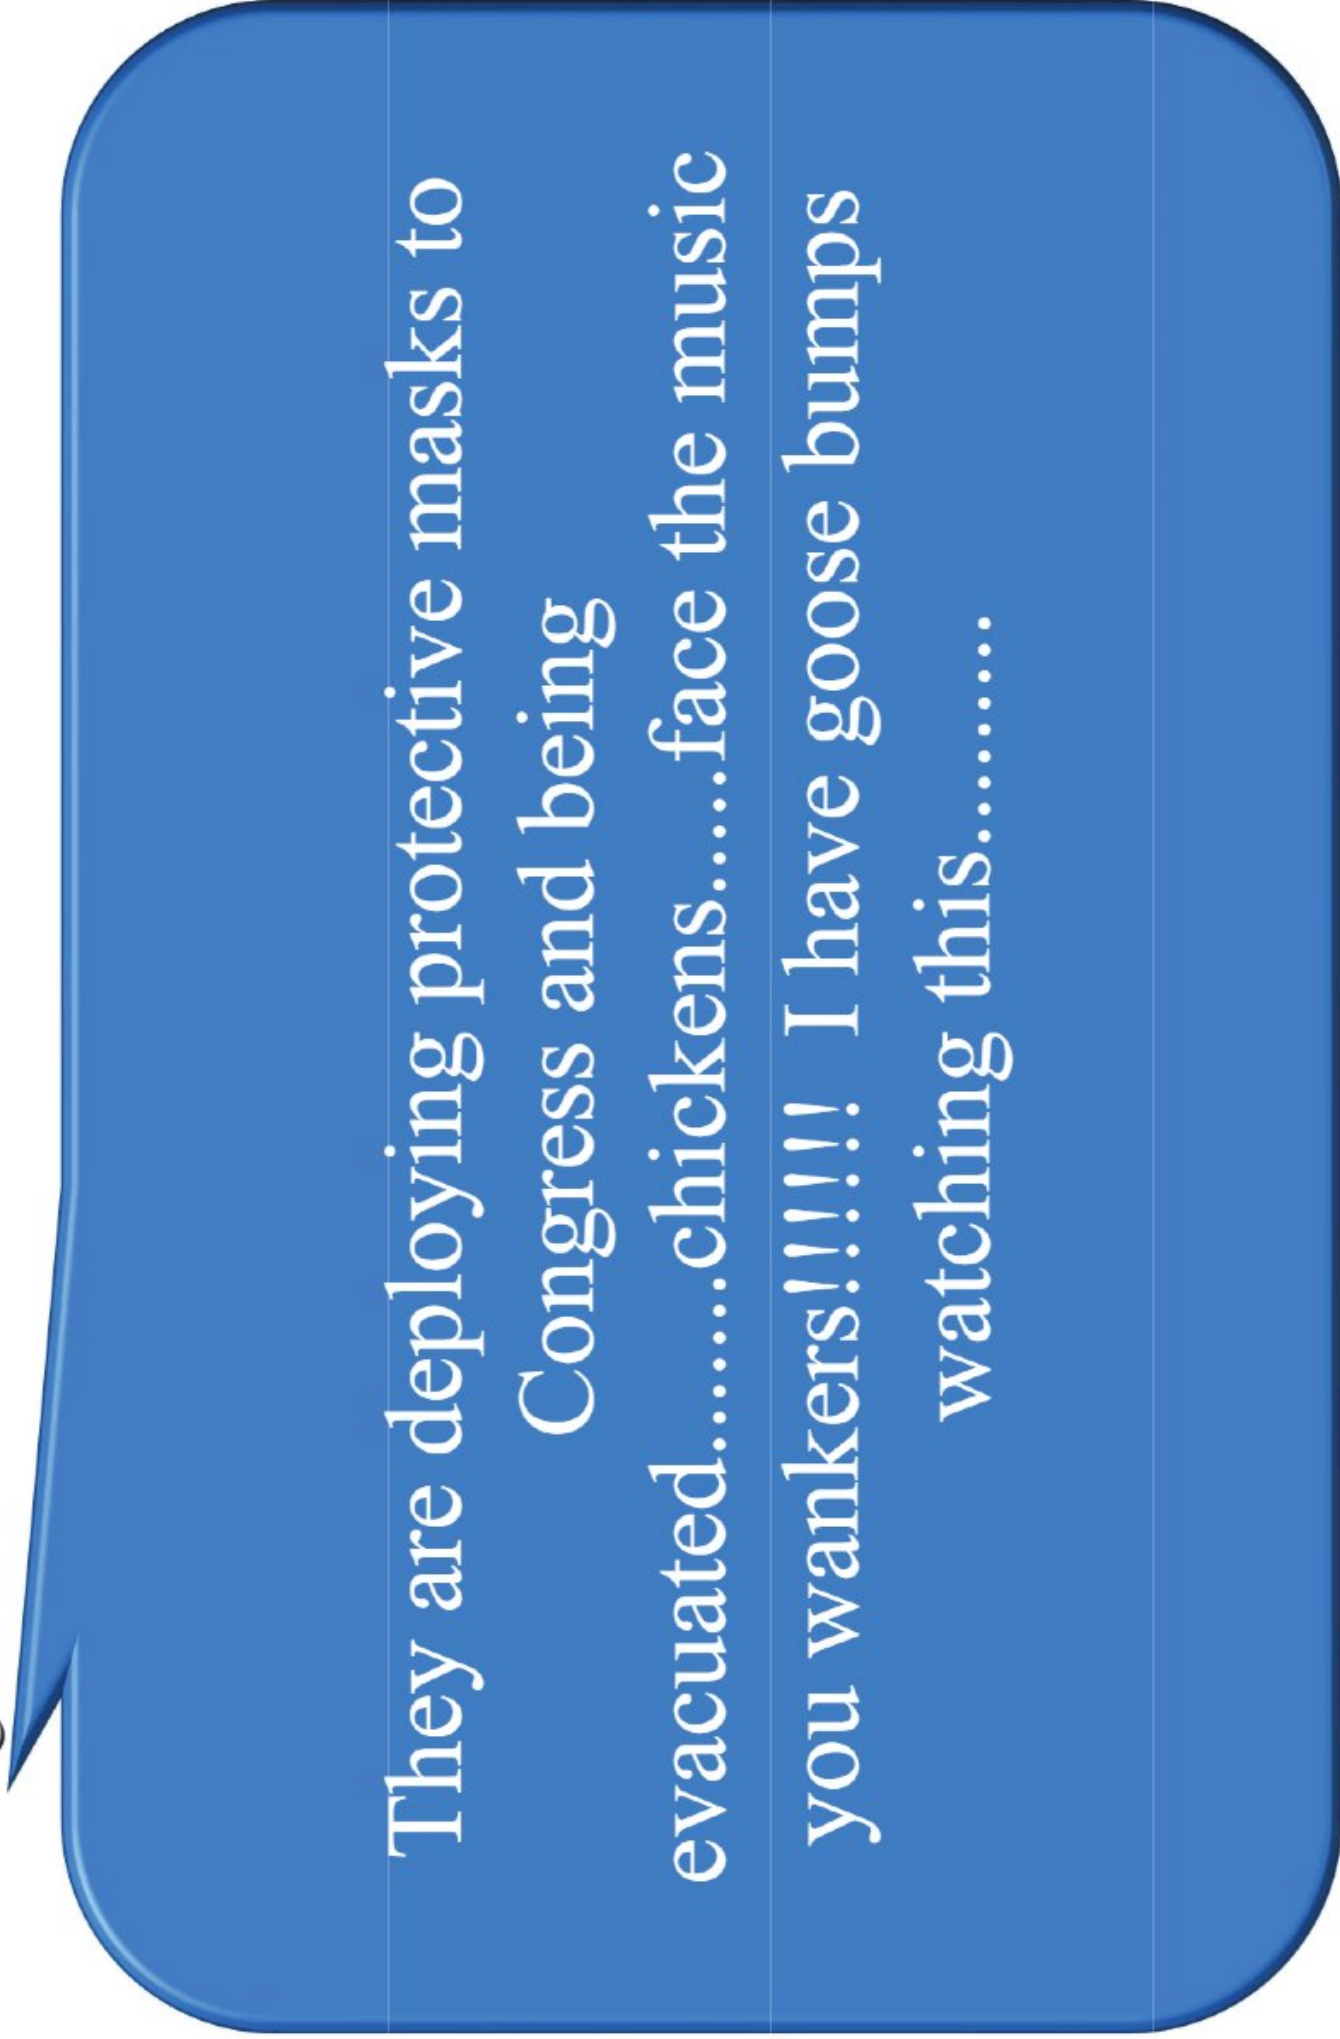 They are deploying protective masks to
Congress and being
evacuated........chickens......face the music
you wankers!!!!!! I have goose bumps
watching this.........